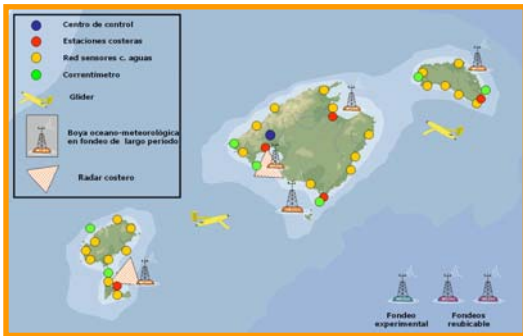 Centro de control
Estaciones costeras
Red sensores c. aguas
Correntímetro
Glider
Boya oceano-meteorológica
en fondeo de largo periodo
Radar costero
Fondeo
experimental
Fondeos
reubicable